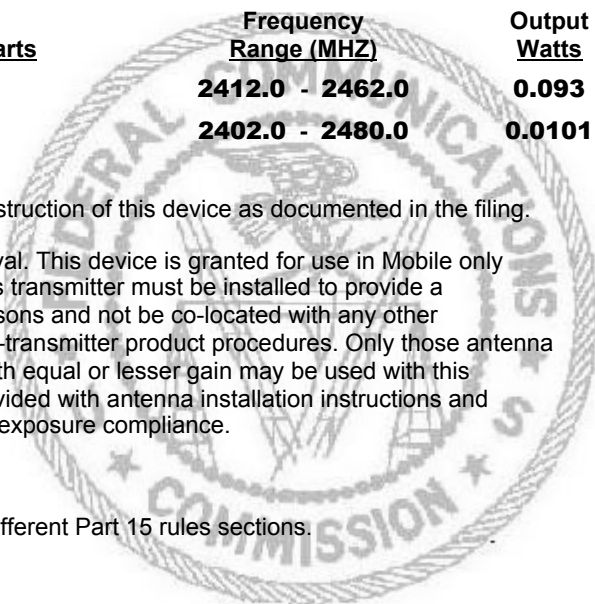 Frequency Output
arts Range (MHZ) Watts
2412.0 - 2462.0 0.093
2402.0 - 2480.0 0.0101
struction of this device as documented in the filing.
val. This device is granted for use in Mobile only
s transmitter must be installed to provide a
sons and not be co-located with any other
-transmitter product procedures. Only those antenna
th equal or lesser gain may be used with this
vided with antenna installation instructions and
exposure compliance.
ifferent Part 15 rules sections.
FEDERAL COMMUNICATIONS COMMISSION